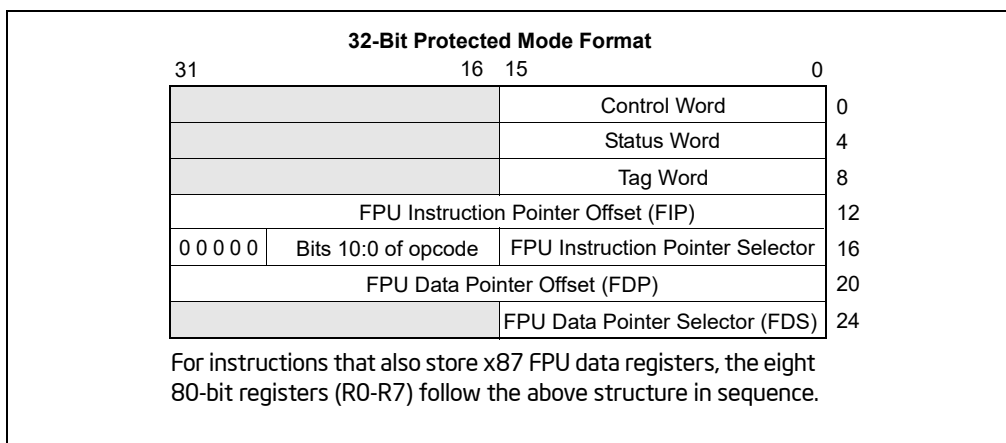 32-Bit Protected Mode Format
31 16 15 0
Control Word 0
Status Word 4
Tag Word 8
FPU Instruction Pointer Offset (FIP) 12
0 0 0 0 0 Bits 10:0 of opcode FPU Instruction Pointer Selector 16
FPU Data Pointer Offset (FDP) 20
FPU Data Pointer Selector (FDS) 24
For instructions that also store x87 FPU data registers, the eight
80-bit registers (R0-R7) follow the above structure in sequence.